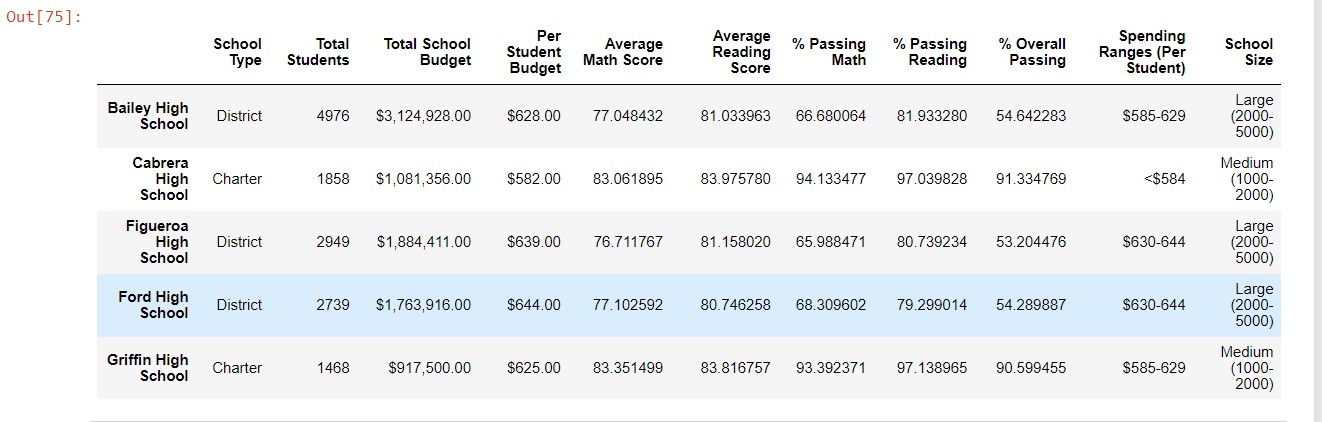 Out[75]:
School Type Total Students Total School Budget Per Student Budget Average Math Score Average Reading Score % Passing Math % Passing Reading % Overall Passing Spending Ranges (Per Student) School Size
Bailey High School District 4976 $3,124,928.00 $628.00 77.048432 81.033963 66.680064 81.933280 54.642283 $585-629 Large (2000-5000)
Cabrera High School Charter 1858 $1,081,356.00 $582.00 83.061895 83.975780 94.133477 97.039828 91.334769 <$584 Medium (1000-2000)
Figueroa High School District 2949 $1,884,411.00 $639.00 76.711767 81.158020 65.988471 80.739234 53.204476 $630-644 Large (2000-5000)
Ford High School District 2739 $1,763,916.00 $644.00 77.102592 80.746258 68.309602 79.299014 54.289887 $630-644 Large (2000-5000)
Griffin High School Charter 1468 $917,500.00 $625.00 83.351499 83.816757 93.392371 97.138965 90.599455 $585-629 Medium (1000-2000)